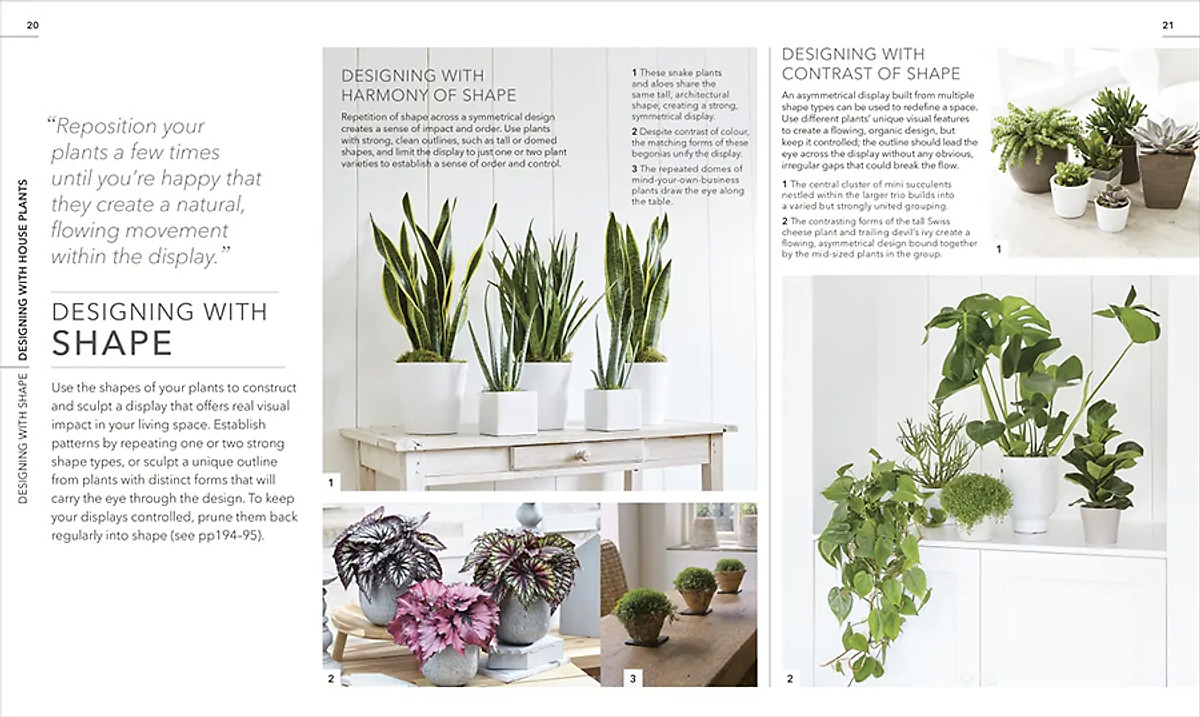 20
DESIGNING WITH SHAPE DESIGNING WITH HOUSE PLANTS
“Reposition your
plants a few times
until you’re happy that
they create a natural,
flowing movement
within the display.”
DESIGNING WITH
SHAPE
Use the shapes of your plants to construct
and sculpt a display that offers real visual
impact in your living space. Establish
patterns by repeating one or two strong
shape types, or sculpt a unique outline
from plants with distinct forms that will
carry the eye through the design. To keep
your displays controlled, prune them back
regularly into shape (see pp194–95).
DESIGNING WITH
HARMONY OF SHAPE
Repetition of shape across a symmetrical design
creates a sense of impact and order. Use plants
with strong, clean outlines, such as tall or domed
shapes, and limit the display to just one or two plant
varieties to establish a sense of order and control.
1 These snake plants
and aloes share the
same tall, architectural
shape, creating a strong,
symmetrical display.
2 Despite contrast of colour,
the matching forms of these
begonias unify the display.
3 The repeated domes of
mind-your-own-business
plants draw the eye along
the table.
1
2
3
21
DESIGNING WITH
CONTRAST OF SHAPE
An asymmetrical display built from multiple
shape types can be used to redefine a space.
Use different plants’ unique visual features
to create a flowing, organic design, but
keep it controlled; the outline should lead the
eye across the display without any obvious,
irregular gaps that could break the flow.
1 The central cluster of mini succulents
nestled within the larger trio builds into
a varied but strongly united grouping.
2 The contrasting forms of the tall Swiss
cheese plant and trailing devil’s ivy create a
flowing, asymmetrical design bound together
by the mid-sized plants in the group.
1
2